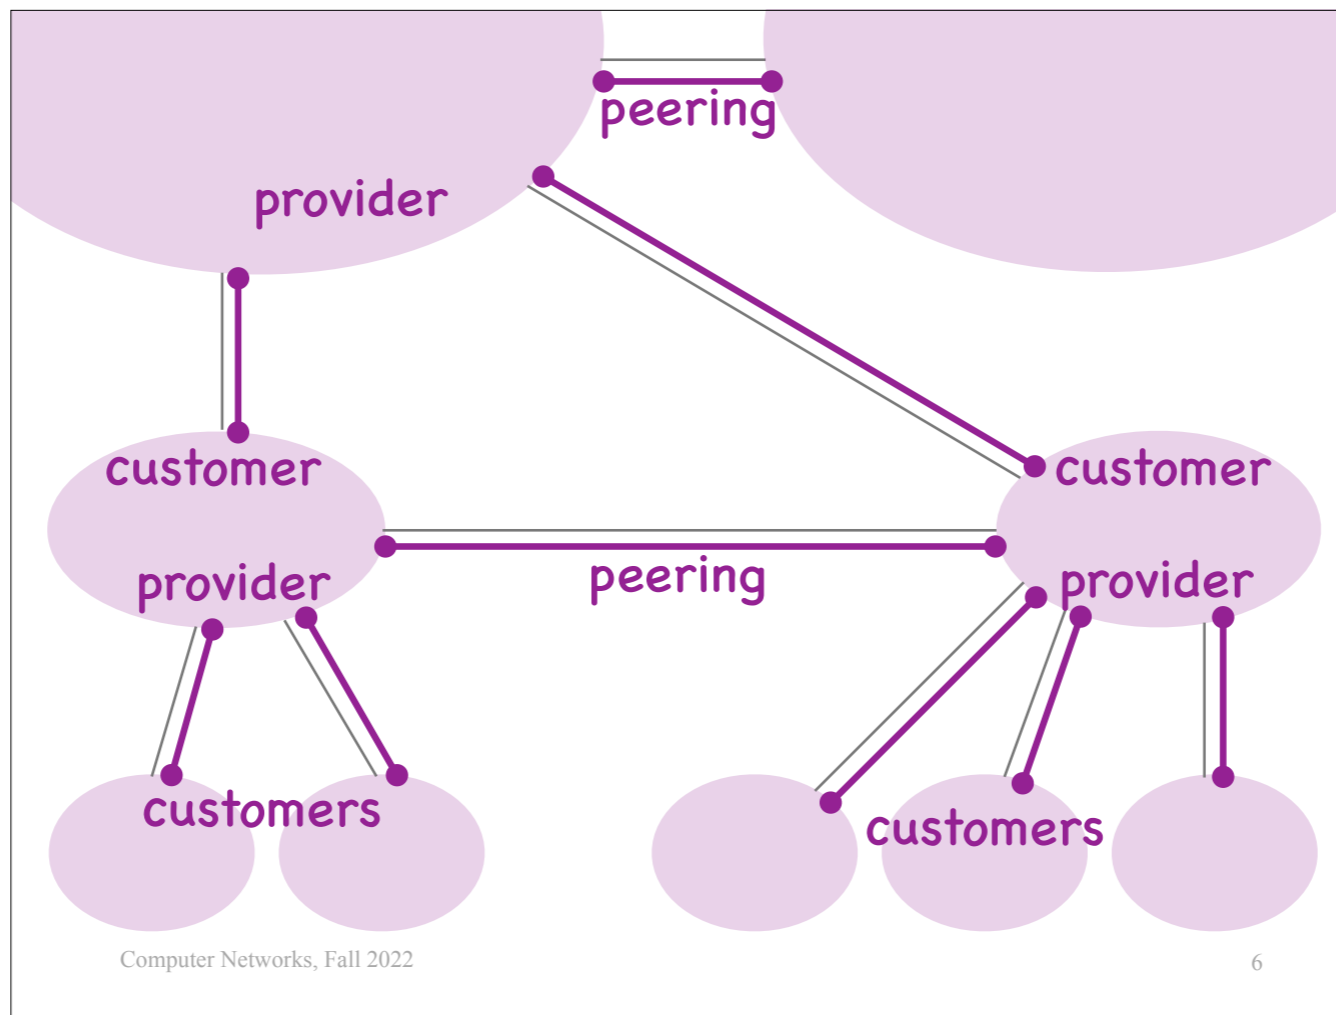 peering
provider
customer
customer
peering
provider
provider
customers
customers
Computer Networks, Fall 2022
6